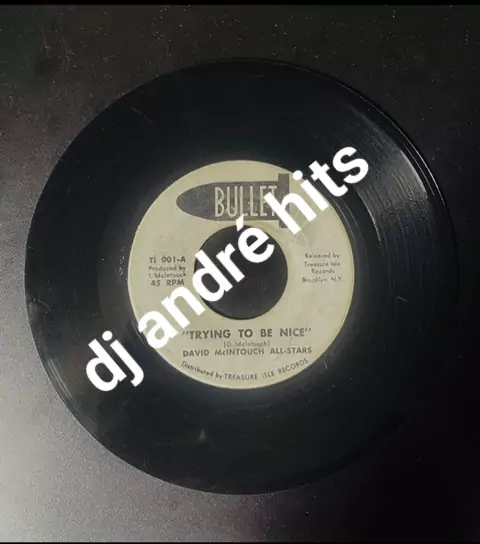 BULLET
TI 001-A
Produced by
I. McIntouch
45 RPM
Released by
Treasure Isle
Records
Brooklyn, N.Y.
"TRYING TO BE NICE"
(D. McIntouch)
DAVID McINTOUCH ALL-STARS
Distributed by TREASURE ISLE RECORDS
dj andré hits